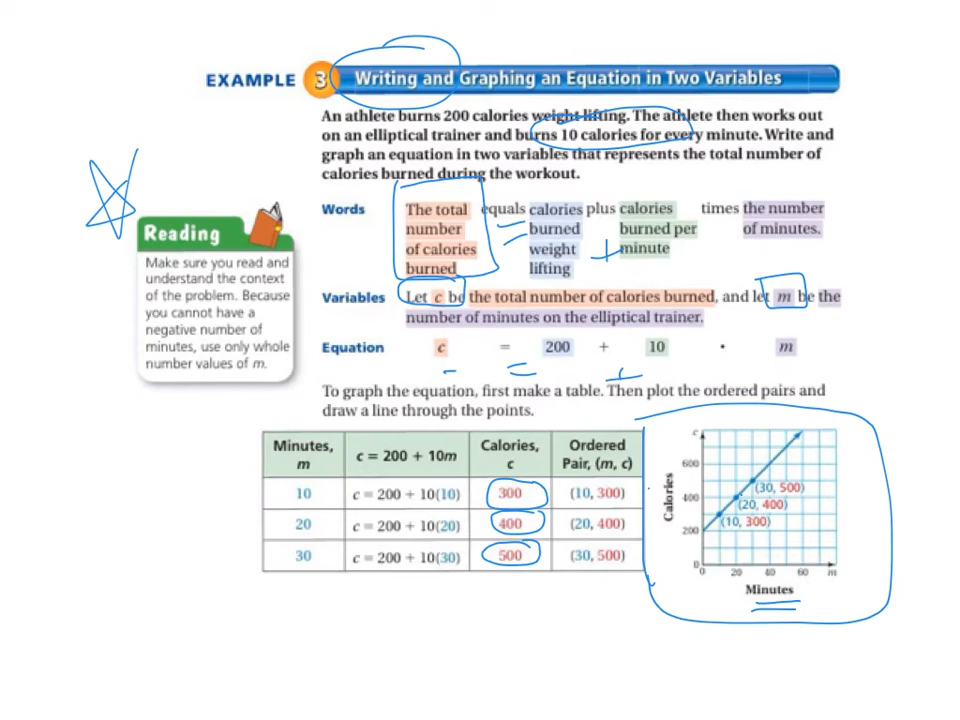 EXAMPLE 3 Writing and Graphing an Equation in Two Variables
An athlete burns 200 calories weight lifting. The athlete then works out
on an elliptical trainer and burns 10 calories for every minute. Write and
graph an equation in two variables that represents the total number of
calories burned during the workout.
Words The total number of calories burned equals calories burned weight lifting plus calories burned per minute times the number of minutes.
Variables Let c be the total number of calories burned, and let m be the
number of minutes on the elliptical trainer.
Equation c = 200 + 10 · m
Reading
Make sure you read and
understand the context
of the problem. Because
you cannot have a
negative number of
minutes, use only whole
number values of m.
To graph the equation, first make a table. Then plot the ordered pairs and
draw a line through the points.
Minutes, m | c = 200 + 10m | Calories, c | Ordered Pair, (m, c)
10 | c = 200 + 10(10) | 300 | (10, 300)
20 | c = 200 + 10(20) | 400 | (20, 400)
30 | c = 200 + 10(30) | 500 | (30, 500)
c
600
400
200
0
Calories
(30, 500)
(20, 400)
(10, 300)
0 20 40 60 m
Minutes